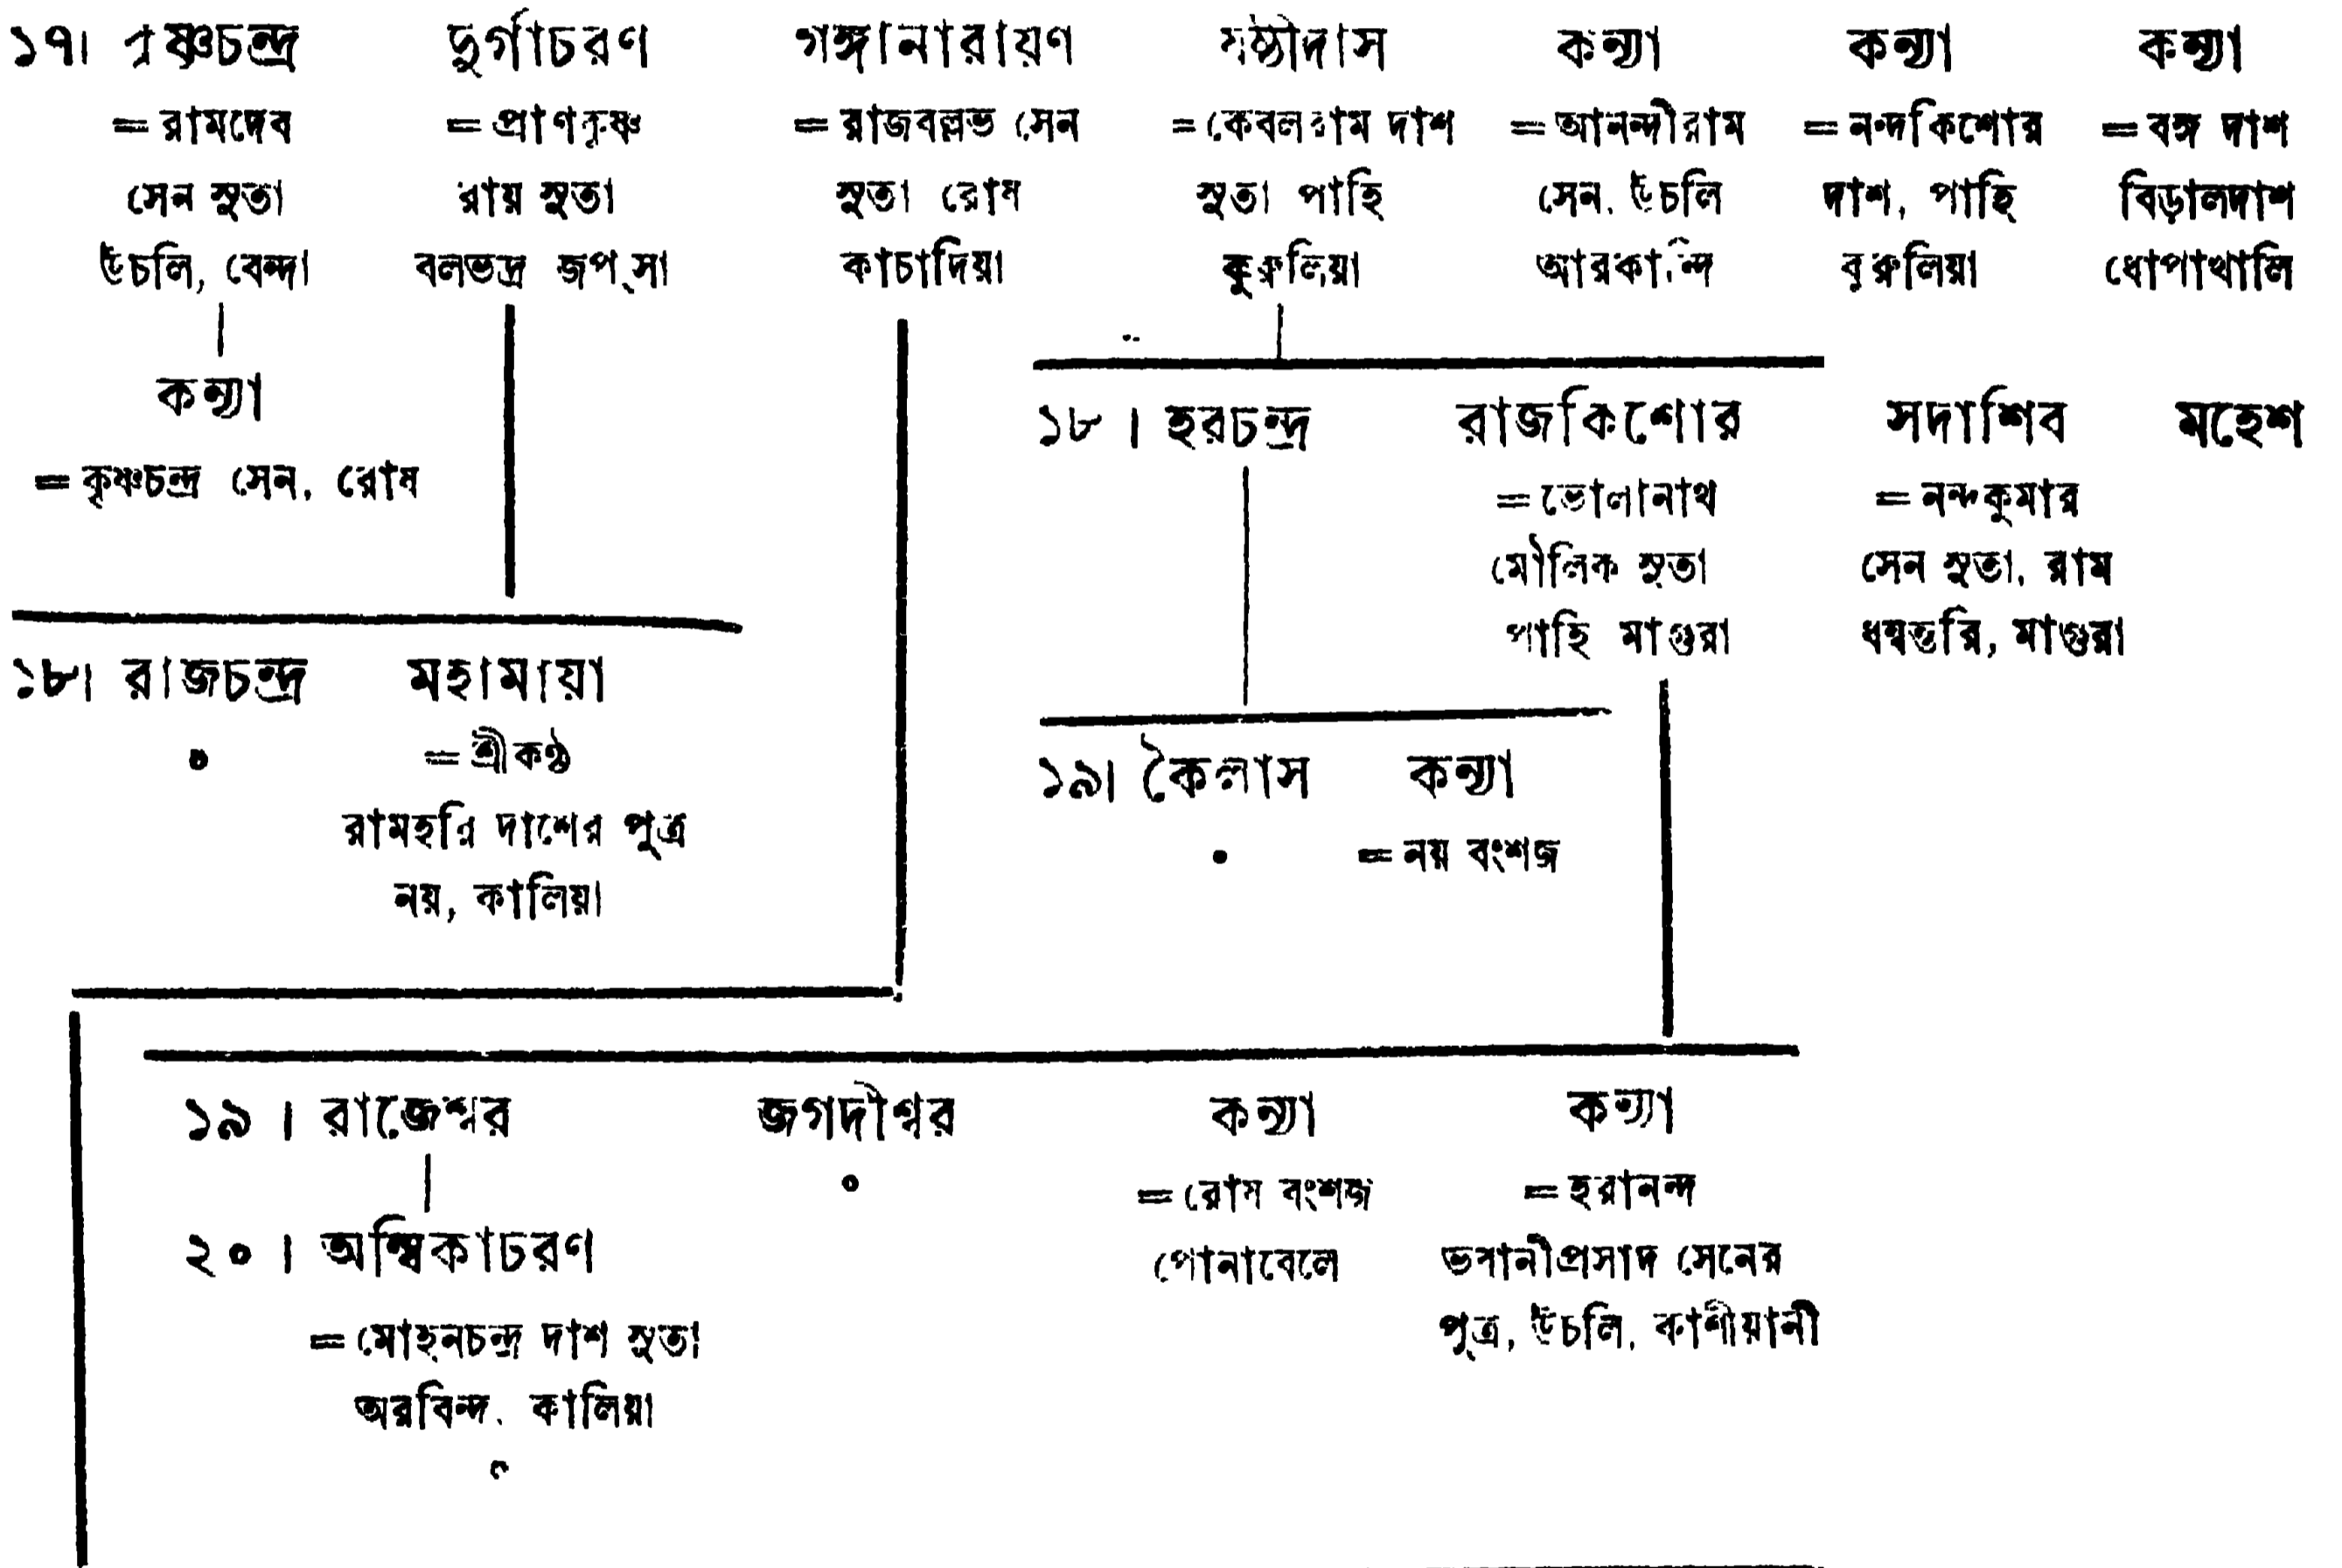 ১৭। কৃষ্ণচন্দ্র দুর্গাচরণ গঙ্গানারায়ণ ষষ্ঠীদাস কন্যা কন্যা কন্যা
=রামদেব =প্রাণকৃষ্ণ =রাজবল্লভ সেন =কেবলরাম দাশ =আনন্দীরাম =নন্দকিশোর =বঙ্গ দাশ
সেন সুতা রায় সুতা সুতা রোষ সুতা পাহি সেন, উচলি দাশ, পাহি বিড়ালদাশ
উচলি, বেন্দা বলভদ্র জপ্‌সা কাচাদিয়া কুরুলিয়া আরকান্দি ধোপাখালি
কন্যা
১৮। হরচন্দ্র রাজকিশোর সদাশিব মহেশ
=কৃষ্ণচন্দ্র সেন, রোষ
=ভোলানাথ =নন্দকুমার
মৌলিক সুতা সেন সুতা, রাম
পাহি মাগুরা ধন্বন্তরি, মাগুরা
১৮। রাজচন্দ্র মহামায়া
=শ্রীকণ্ঠ
১৯। কৈলাস কন্যা
রামহরি দাশের পুত্র
=নয় বংশজ
নয়, কালিয়া
১৯। রাজেশ্বর জগদীশ্বর কন্যা কন্যা
=রোষ বংশজ =হরানন্দ
২০। অম্বিকাচরণ
পোনাবেলে ভবানীপ্রসাদ সেনের
=মোহনচন্দ্র দাশ সুতা
পুত্র, উচলি, কাশীয়ানী
অরবিন্দ, কালিয়া